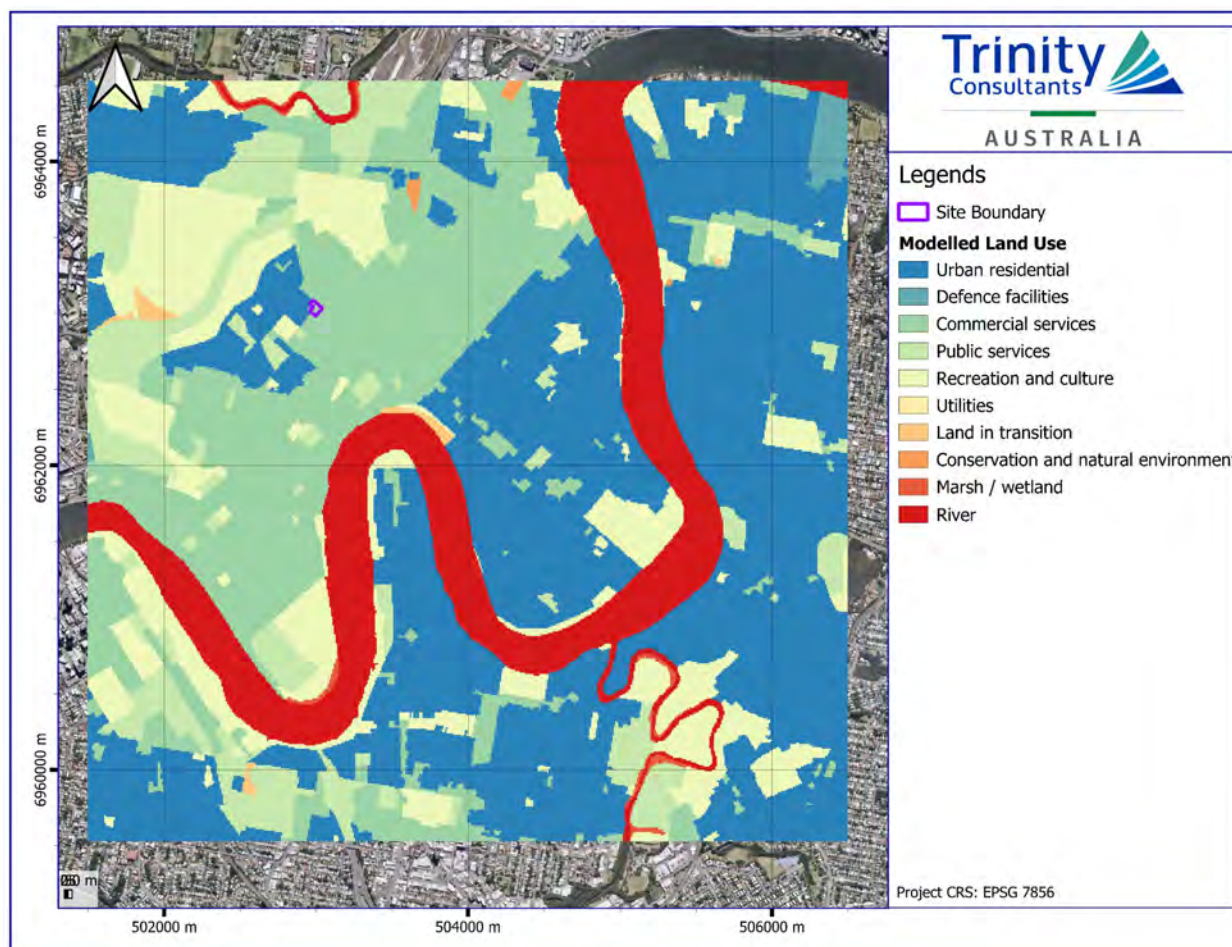 Trinity
Consultants
AUSTRALIA
Legends
Site Boundary
Modelled Land Use
Urban residential
Defence facilities
Commercial services
Public services
Recreation and culture
Utilities
Land in transition
Conservation and natural environment
Marsh / wetland
River
Project CRS: EPSG 7856
6964000 m
6962000 m
6960000 m
m
502000 m
504000 m
506000 m